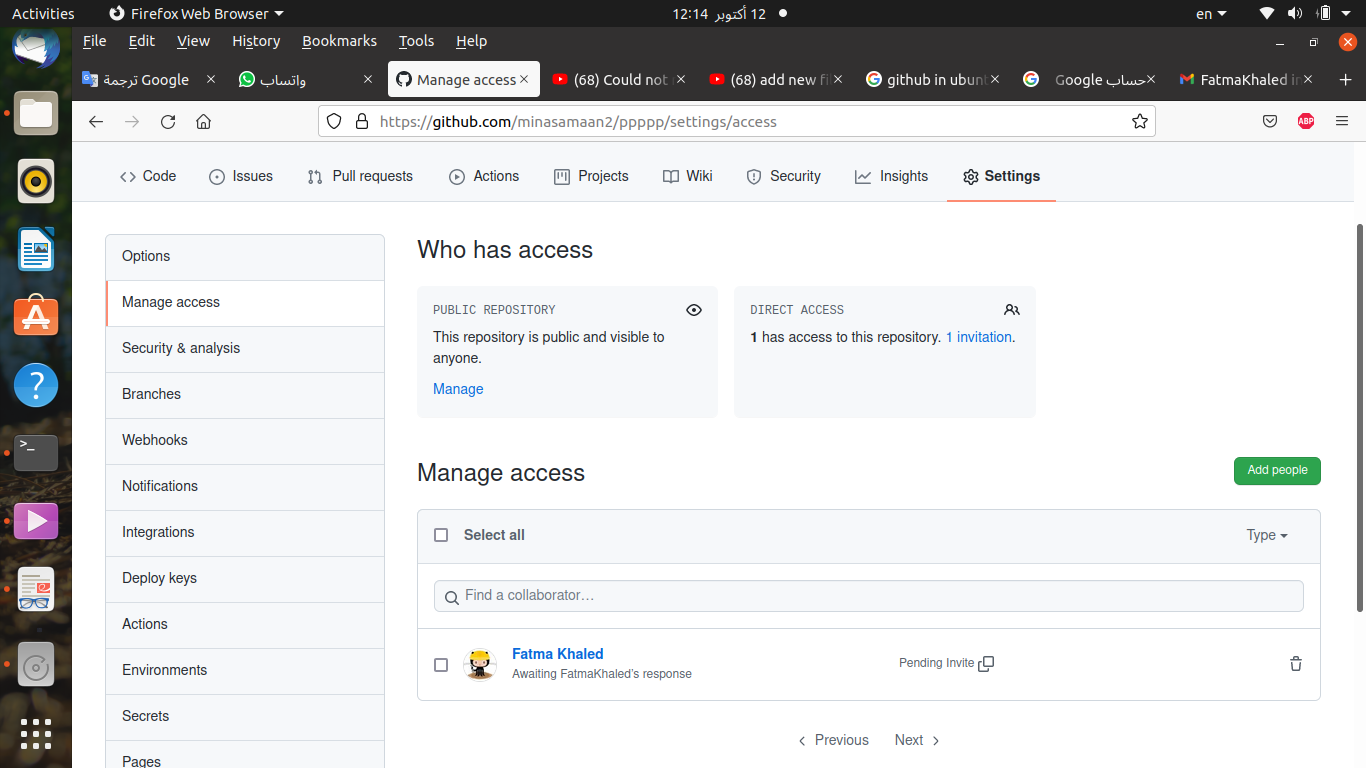 Activities Firefox Web Browser 12 أكتوبر 12:14 en
File Edit View History Bookmarks Tools Help
ترجمة Google واتساب Manage access (68) Could not (68) add new fi github in ubunt حساب Google FatmaKhaled in
https://github.com/minasamaan2/ppppp/settings/access
ABP
Code Issues Pull requests Actions Projects Wiki Security Insights Settings
Options
Manage access
Security & analysis
Branches
Webhooks
Notifications
Integrations
Deploy keys
Actions
Environments
Secrets
Pages
Who has access
PUBLIC REPOSITORY
This repository is public and visible to
anyone.
Manage
DIRECT ACCESS
1 has access to this repository. 1 invitation.
Manage access
Add people
Select all Type
Find a collaborator…
Fatma Khaled
Awaiting FatmaKhaled’s response
Pending Invite
Previous Next